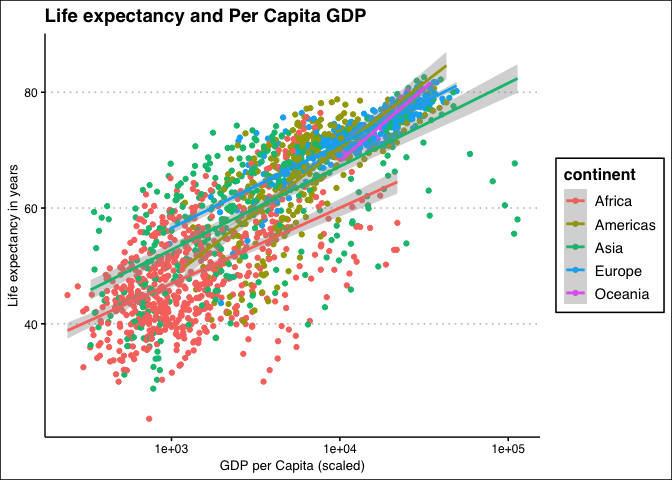 Life expectancy and Per Capita GDP
Life expectancy in years
80
60
40
1e+03
1e+04
1e+05
GDP per Capita (scaled)
continent
Africa
Americas
Asia
Europe
Oceania